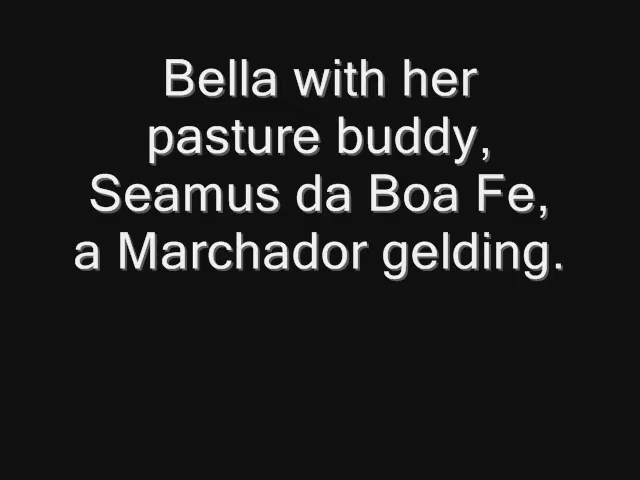 Bella with her
pasture buddy,
Seamus da Boa Fe,
a Marchador gelding.